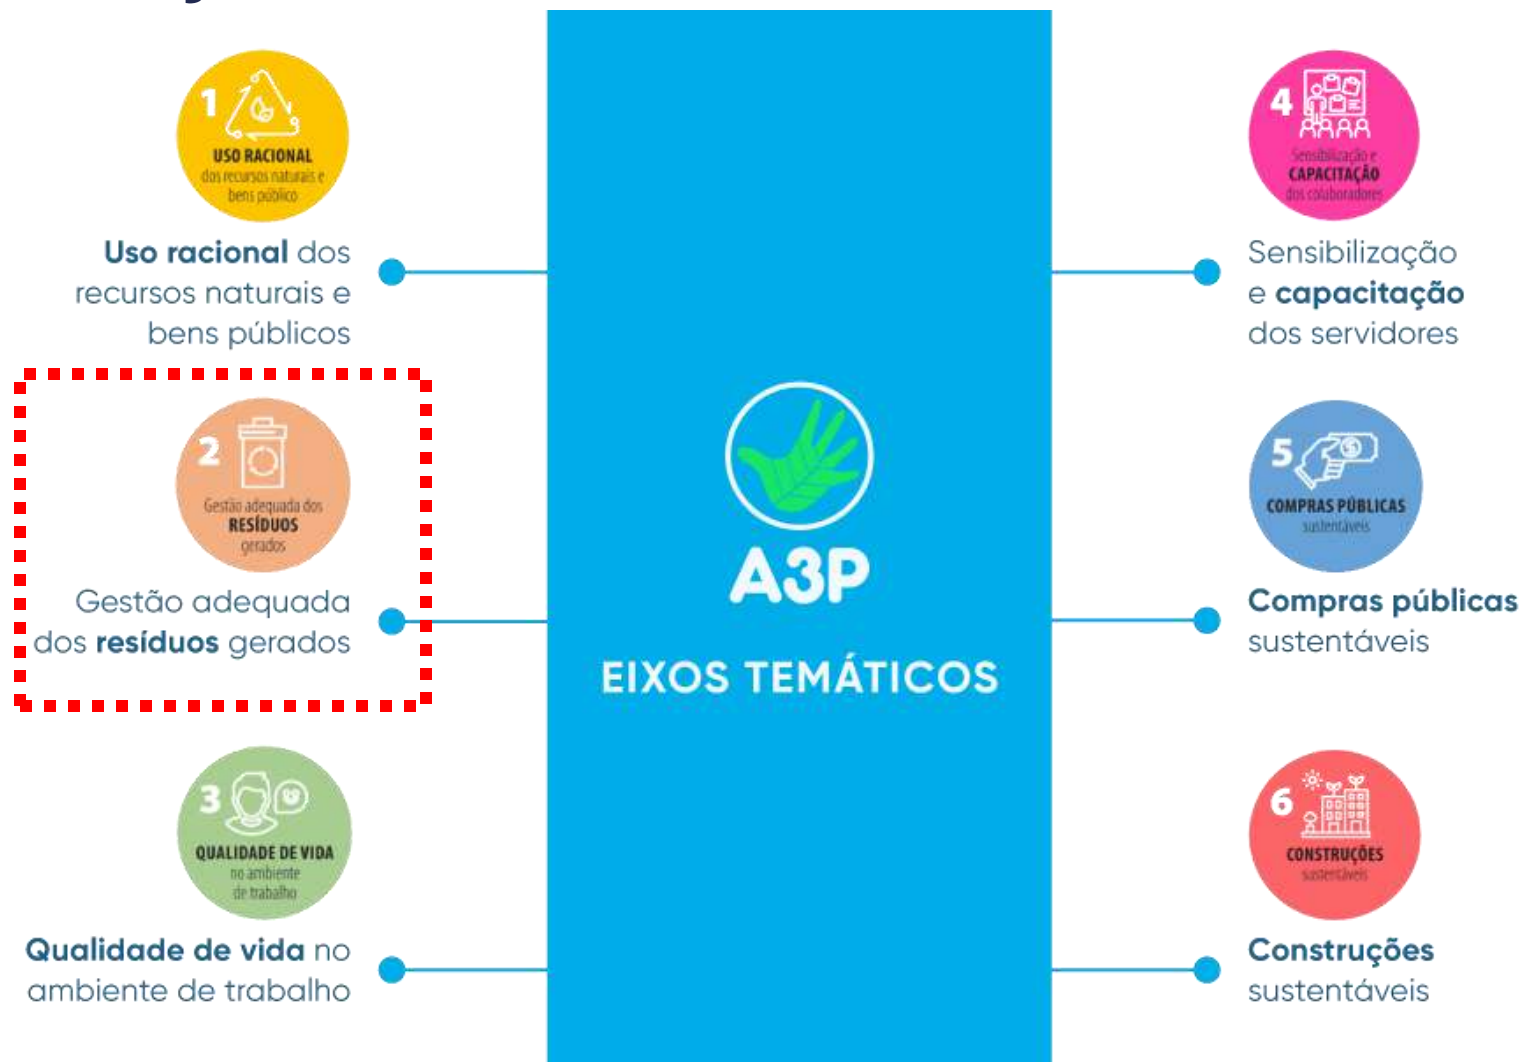 1
USO RACIONAL
dos recursos naturais e
bens público
Uso racional dos
recursos naturais e
bens públicos
2
Gestão adequada dos
RESÍDUOS
gerados
Gestão adequada
dos resíduos gerados
3
QUALIDADE DE VIDA
no ambiente
de trabalho
Qualidade de vida no
ambiente de trabalho
A3P
EIXOS TEMÁTICOS
4
Sensibilização e
CAPACITAÇÃO
dos colaboradores
Sensibilização
e capacitação
dos servidores
5
COMPRAS PÚBLICAS
sustentáveis
Compras públicas
sustentáveis
6
CONSTRUÇÕES
sustentáveis
Construções
sustentáveis